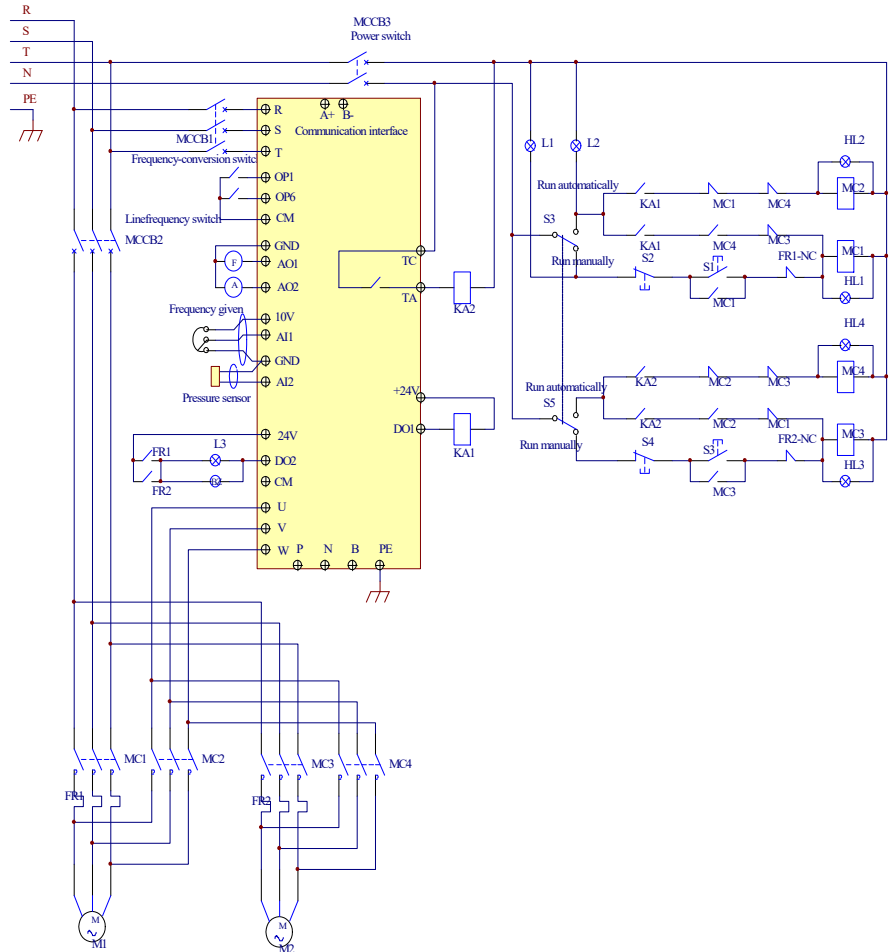 R
S
T
N
PE
MCCB3
Power switch
A+ B-
Communication interface
R
S
T
MCCB1
Frequency-conversion switc
OP1
OP6
CM
Linefrequency switch
MCCB2
GND
AO1
AO2
F
A
Frequency given
10V
AI1
GND
AI2
Pressure sensor
24V
DO2
CM
FR1
FR2
L3
U
V
W
P N B PE
TC
TA
KA2
+24V
DO1
KA1
L1
L2
Run automatically
S3
Run manually
KA1 MC1 MC4
HL2
MC2
KA1 MC4 MC3
MC1
S2 S1 FR1-NC
MC1
HL1
Run automatically
S5
Run manually
HL4
KA2 MC2 MC3
MC4
KA2 MC2 MC1
MC3
S4 S3 FR2-NC
MC3
HL3
MC1
MC2
MC3
MC4
FR1
FR2
M
M1
M
M2